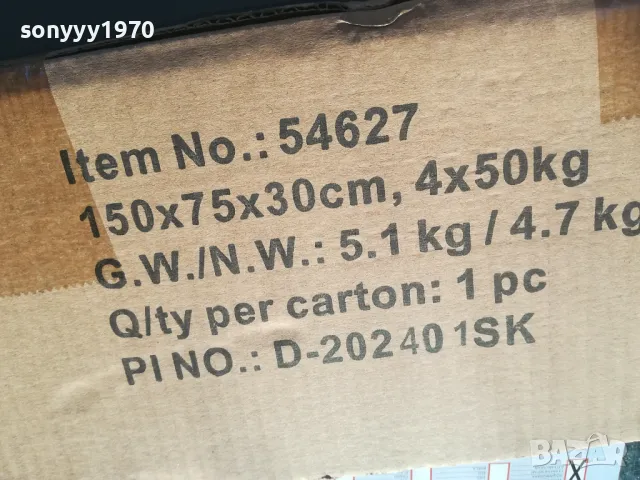 sonyyy1970
Item No.: 54627
150x75x30cm, 4x50kg
G.W./N.W.: 5.1 kg / 4.7 kg
Q/ty per carton: 1 pc
PI NO.: D-202401SK
bazar
X